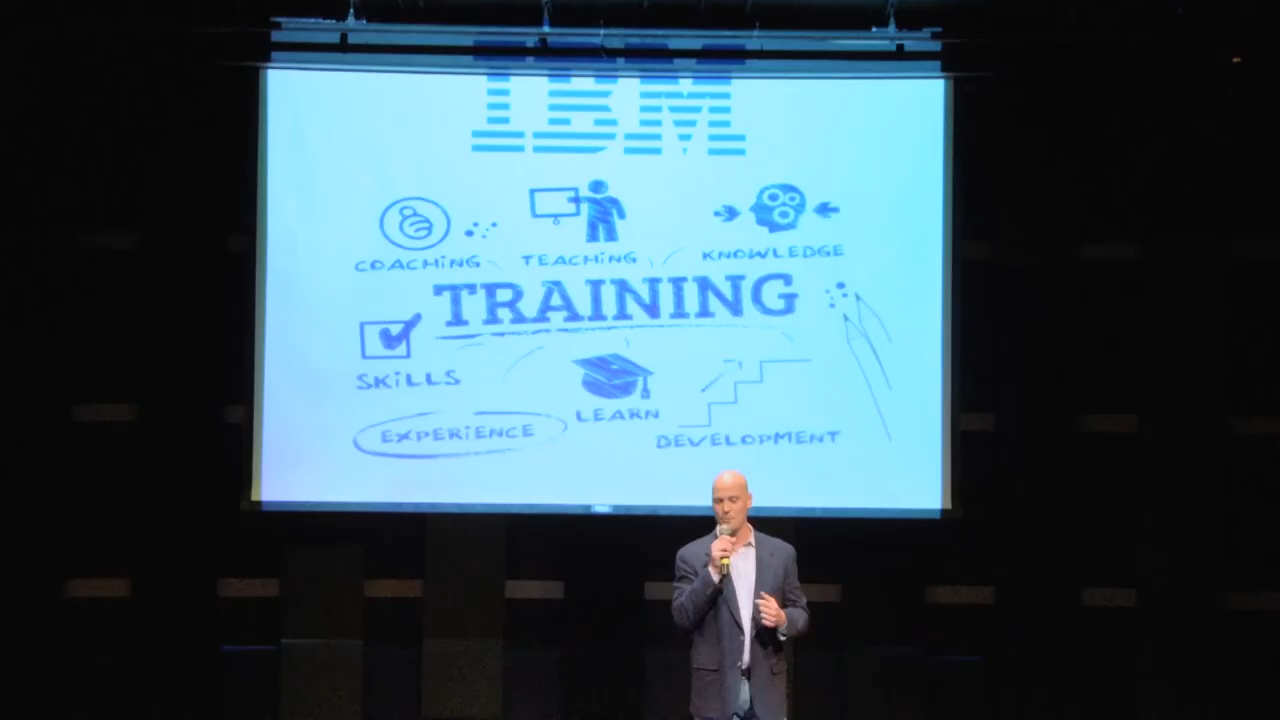 IBM
COACHiNG TEACHiNG KNOWLEDGE
TRAINING
SKiLLS
LEARN
EXPERiENCE
DEVELOPMENT